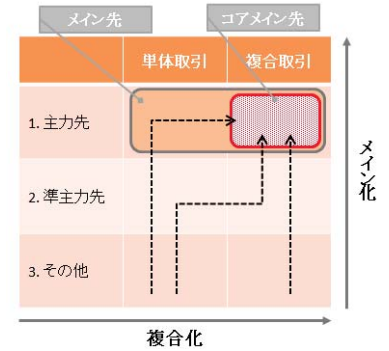 メイン先
コアメイン先
単体取引
複合取引
1. 主力先
2. 準主力先
3. その他
メイン化
複合化